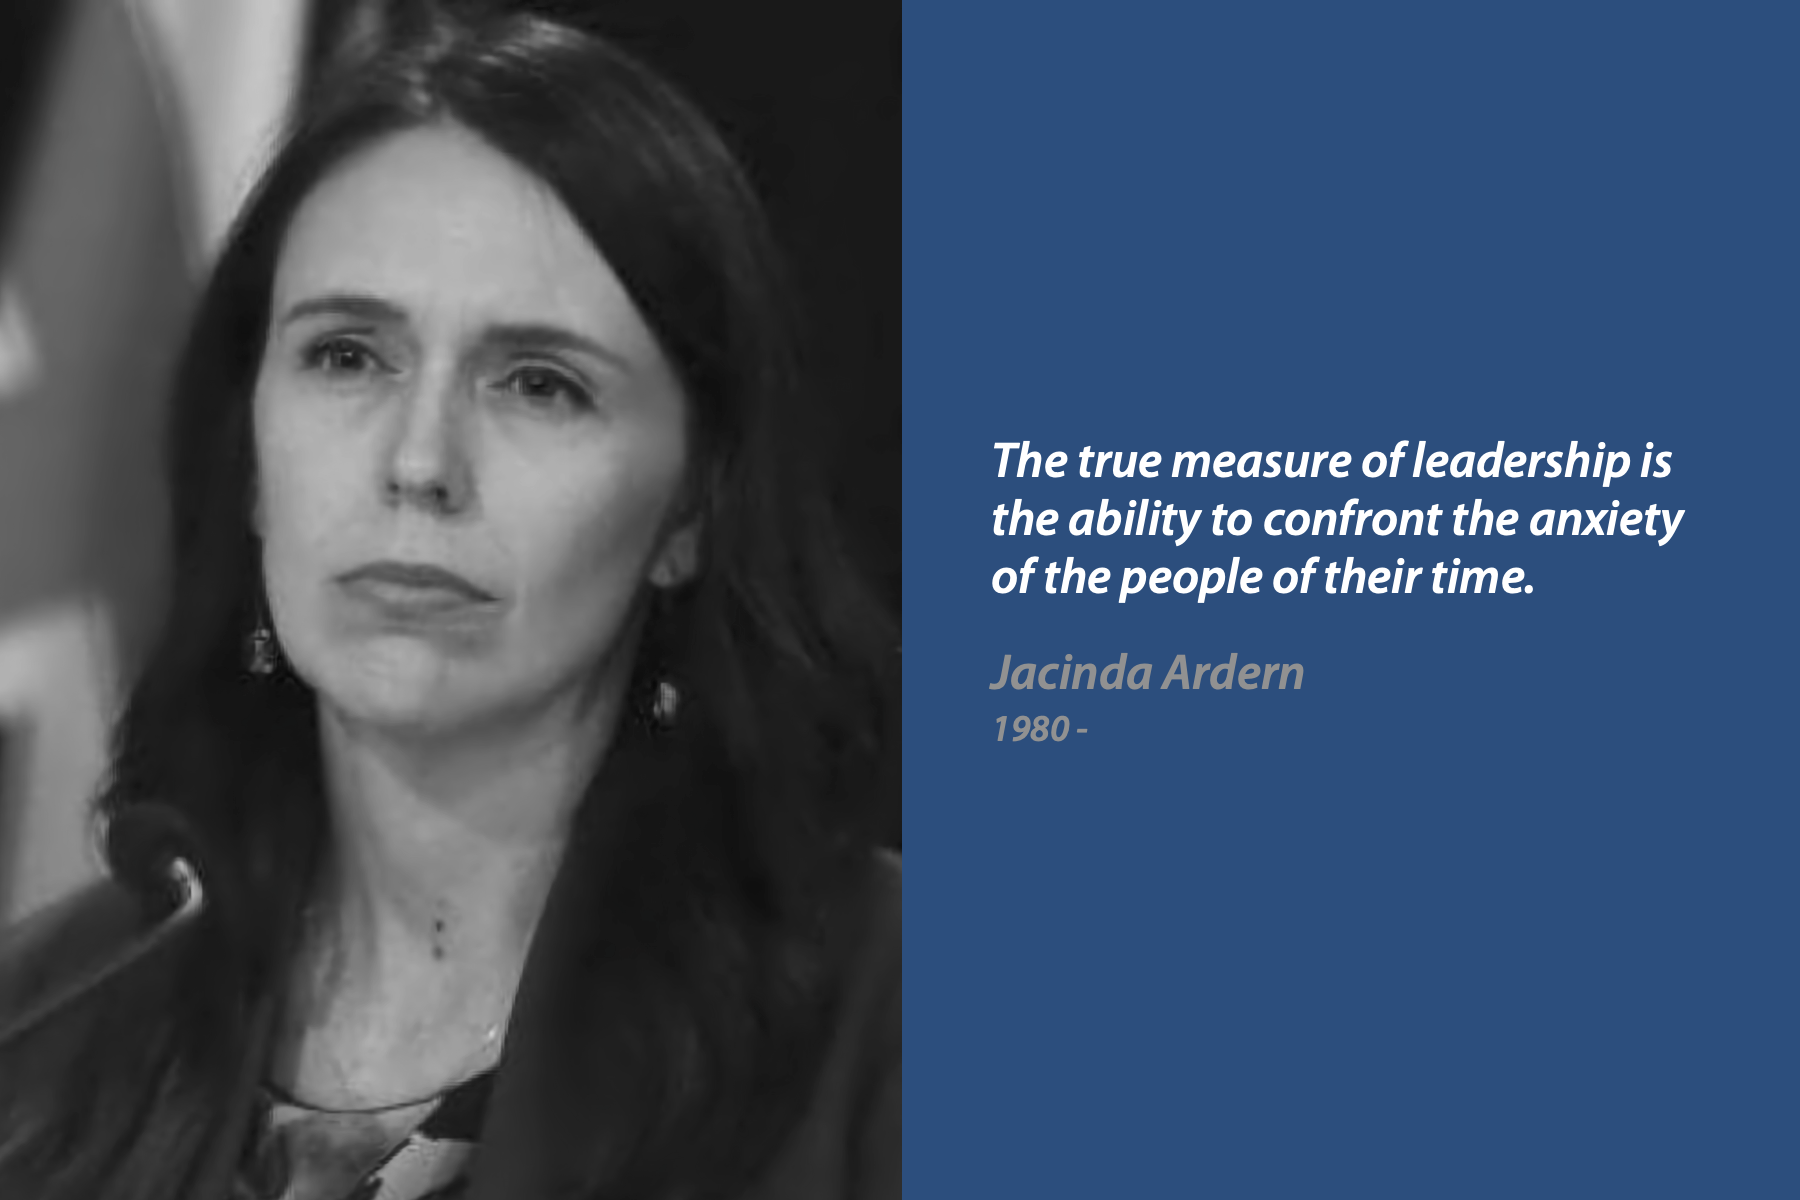 The true measure of leadership is
the ability to confront the anxiety
of the people of their time.
Jacinda Ardern
1980 -